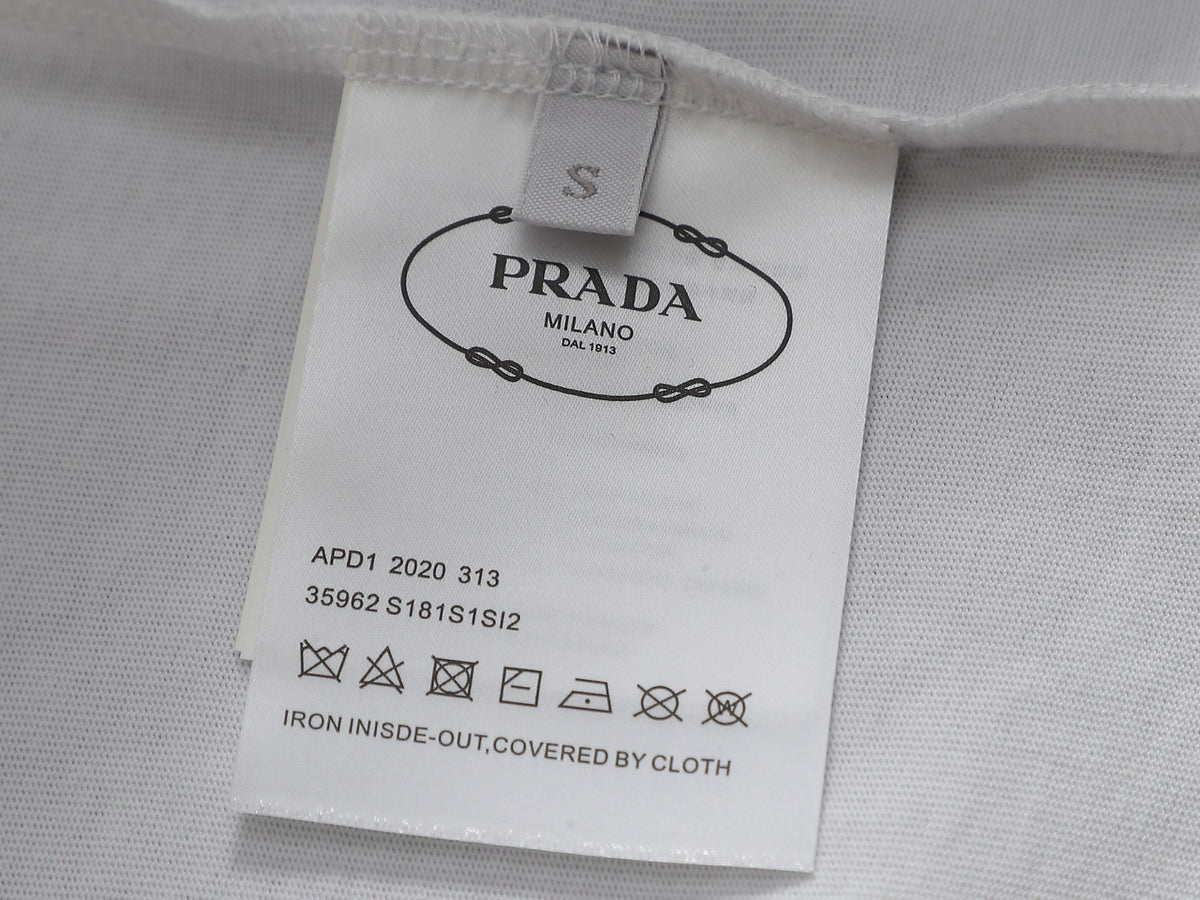 S
PRADA
MILANO
DAL 1913
APD1 2020 313
35962 S181S1SI2
W
IRON INISDE-OUT,COVERED BY CLOTH